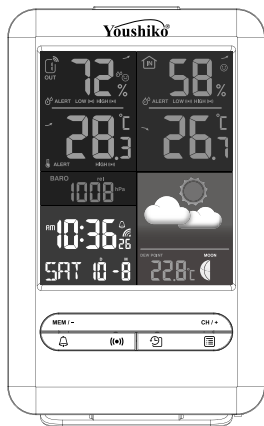 Youshiko®
OUT 72% IN 58%
ALERT LOW HIGH ALERT LOW HIGH
28.3°C 26.7°C
ALERT HIGH
BARO
rel
1008 hPa
AM 10:36 26
SAT 10-8
DEW POINT MOON
22.8°C
MEM / − CH / +